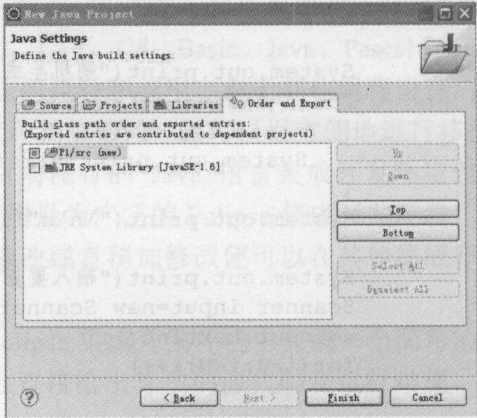 New Java Project
Java Settings
Define the Java build settings.
Source
Projects
Libraries
Order and Export
Build class path order and exported entries:
(Exported entries are contributed to dependent projects)
P1/src (new)
JRE System Library [JavaSE-1.6]
Up
Down
Top
Bottom
Select All
Deselect All
< Back
Next >
Finish
Cancel